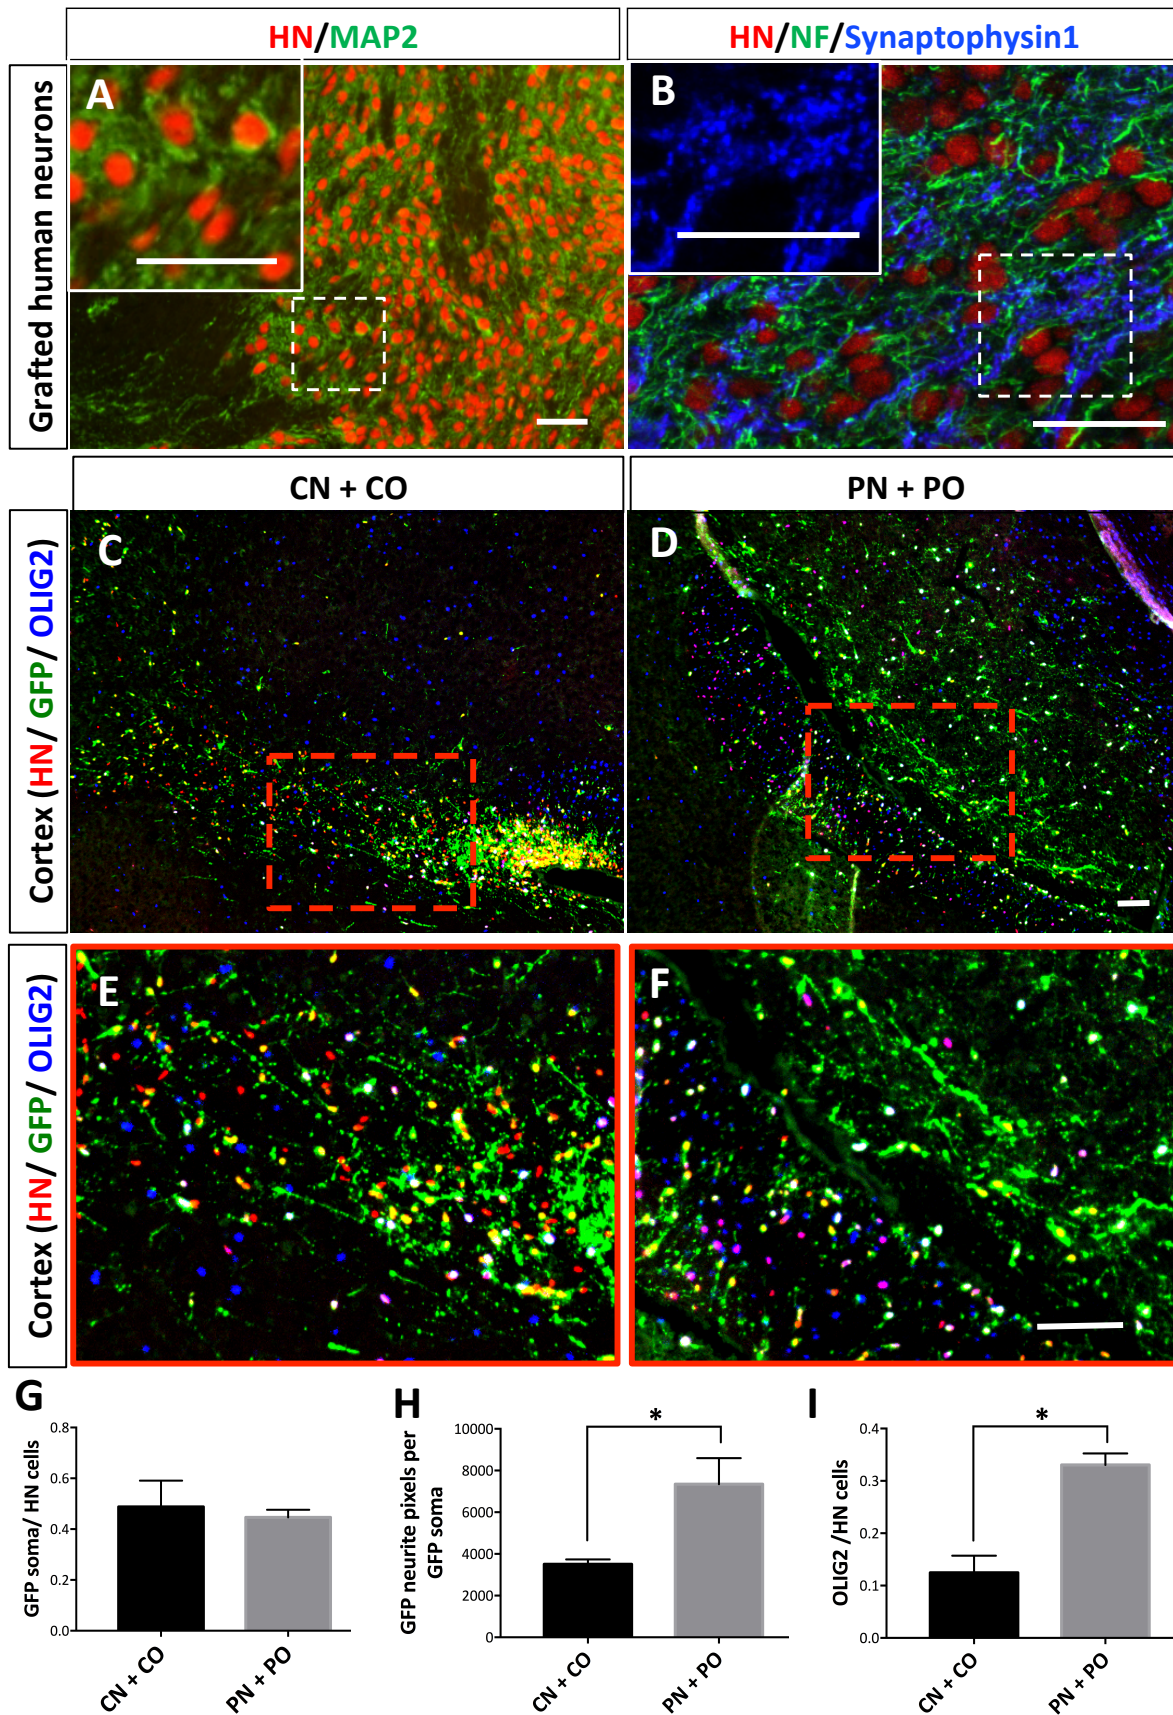 HN/MAP2
HN/NF/Synaptophysin1
Grafted human neurons
A
B
CN + CO
PN + PO
Cortex (HN/ GFP/ OLIG2)
C
D
Cortex (HN/ GFP/ OLIG2)
E
F
G
GFP soma/ HN cells
0.8
0.6
0.4
0.2
0.0
CN + CO
PN + PO
H
GFP neurite pixels per
GFP soma
10000
8000
6000
4000
2000
0
*
CN + CO
PN + PO
I
OLIG2 /HN cells
0.4
0.3
0.2
0.1
0.0
*
CN + CO
PN + PO